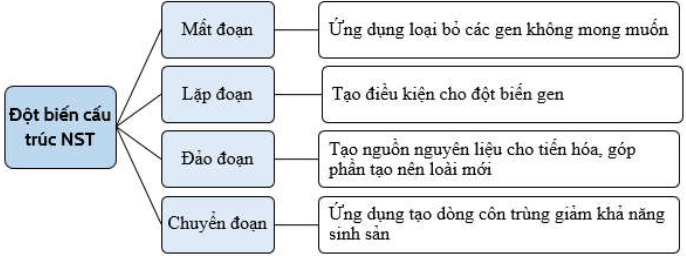 Đột biến cấu
trúc NST
Mất đoạn
Ứng dụng loại bỏ các gen không mong muốn
Lặp đoạn
Tạo điều kiện cho đột biến gen
Đảo đoạn
Tạo nguồn nguyên liệu cho tiến hóa, góp
phần tạo nên loài mới
Chuyển đoạn
Ứng dụng tạo dòng côn trùng giảm khả năng
sinh sản